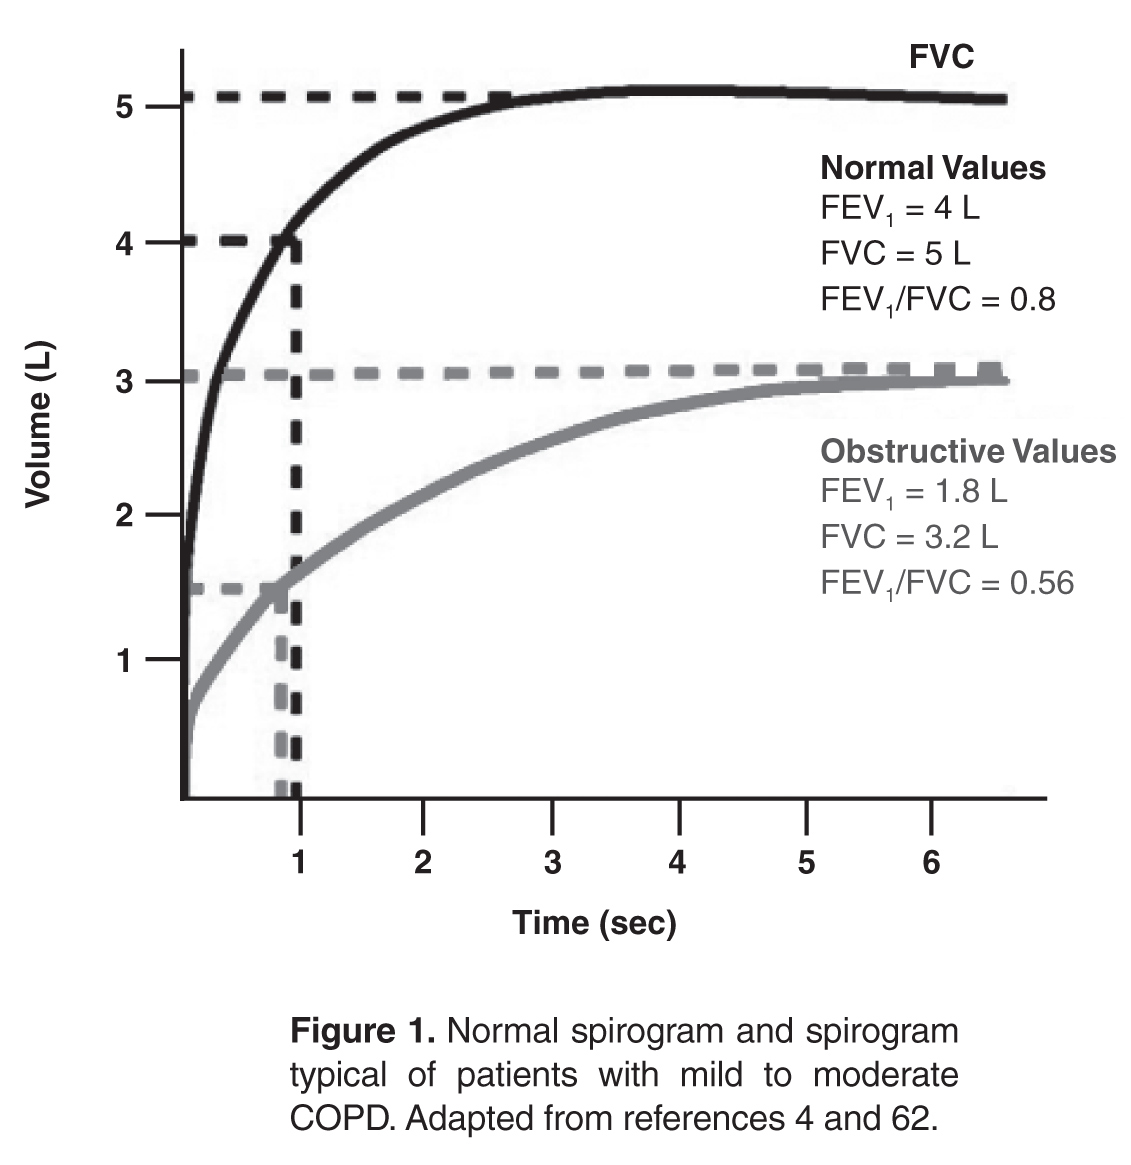 FVC
5
Normal Values
FEV₁ = 4 L
4
FVC = 5 L
FEV₁/FVC = 0.8
Volume (L)
3
Obstructive Values
FEV₁ = 1.8 L
2
FVC = 3.2 L
FEV₁/FVC = 0.56
1
1 2 3 4 5 6
Time (sec)
Figure 1. Normal spirogram and spirogram
typical of patients with mild to moderate
COPD. Adapted from references 4 and 62.